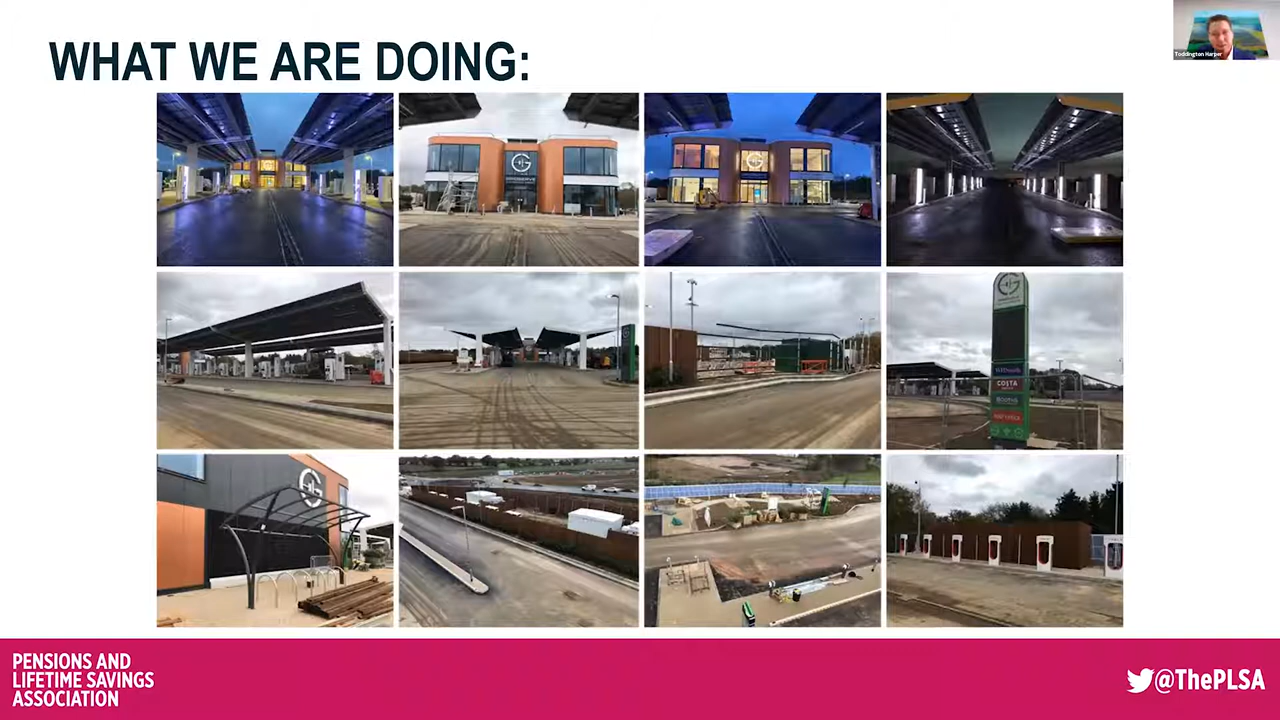 WHAT WE ARE DOING:
Toddington Harper
COSTA
PENSIONS AND
LIFETIME SAVINGS
ASSOCIATION
@ThePLSA